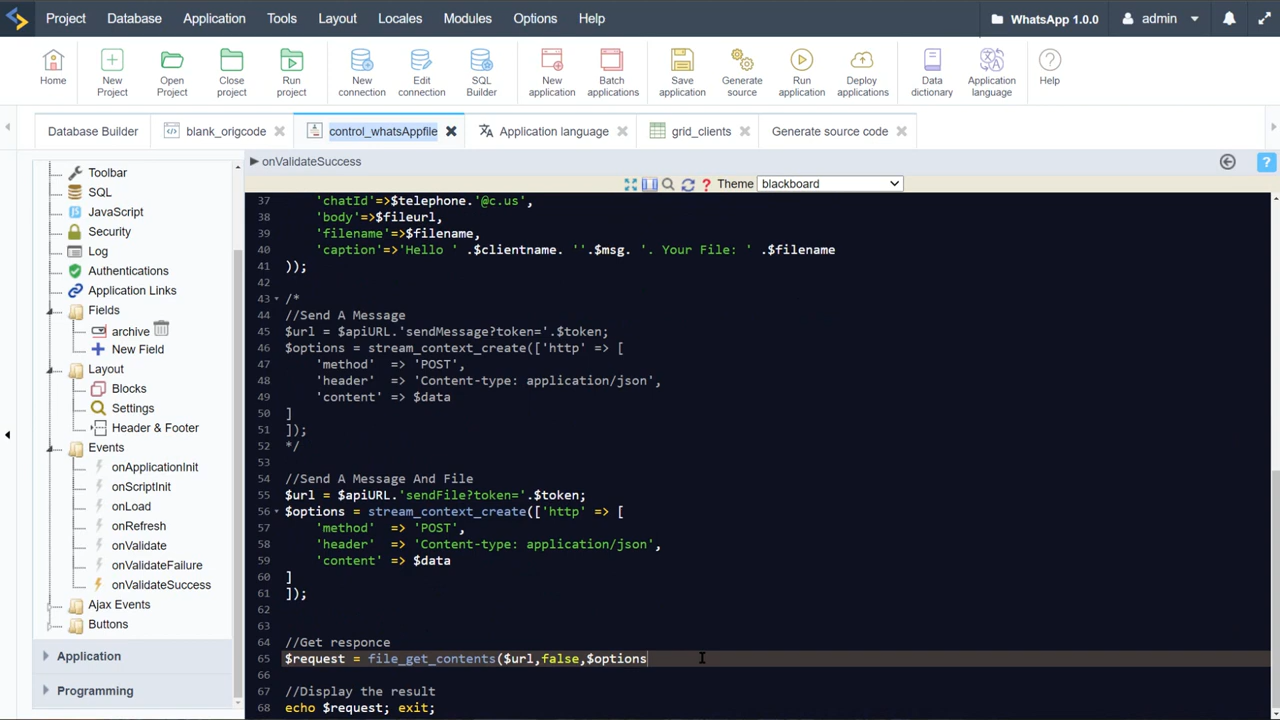 Project Database Application Tools Layout Locales Modules Options Help WhatsApp 1.0.0 admin
Home New Project Open Project Close project Run project New connection Edit connection SQL Builder New application Batch applications Save application Generate source Run application Deploy applications Data dictionary Application language Help
Database Builder blank_origcode control_whatsAppfile Application language grid_clients Generate source code
onValidateSuccess
Theme blackboard
Toolbar
SQL
JavaScript
Security
Log
Authentications
Application Links
Fields
archive
New Field
Layout
Blocks
Settings
Header & Footer
Events
onApplicationInit
onScriptInit
onLoad
onRefresh
onValidate
onValidateFailure
onValidateSuccess
Ajax Events
Buttons
Application
Programming
37 'chatId'=>$telephone.'@c.us',
38 'body'=>$fileurl,
39 'filename'=>$filename,
40 'caption'=>'Hello ' .$clientname. ''.$msg. '. Your File: ' .$filename
41 ));
42
43 /*
44 //Send A Message
45 $url = $apiURL.'sendMessage?token='.$token;
46 $options = stream_context_create(['http' => [
47 'method' => 'POST',
48 'header' => 'Content-type: application/json',
49 'content' => $data
50 ]
51 ]);
52 */
53
54 //Send A Message And File
55 $url = $apiURL.'sendFile?token='.$token;
56 $options = stream_context_create(['http' => [
57 'method' => 'POST',
58 'header' => 'Content-type: application/json',
59 'content' => $data
60 ]
61 ]);
62
63
64 //Get responce
65 $request = file_get_contents($url,false,$options
66
67 //Display the result
68 echo $request; exit;